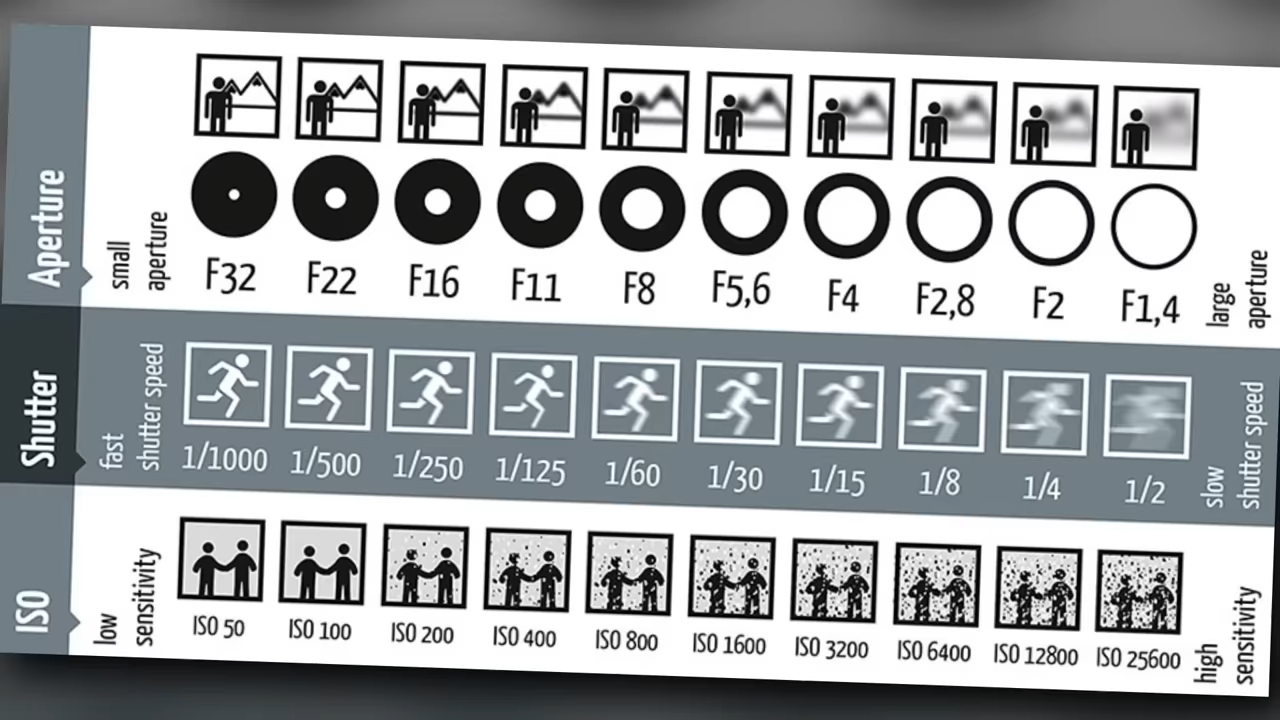 Aperture
small
aperture
F32 F22 F16 F11 F8 F5,6 F4 F2,8 F2 F1,4
large
aperture
Shutter
fast
shutter speed
1/1000 1/500 1/250 1/125 1/60 1/30 1/15 1/8 1/4 1/2
slow
shutter speed
ISO
low
sensitivity
ISO 50 ISO 100 ISO 200 ISO 400 ISO 800 ISO 1600 ISO 3200 ISO 6400 ISO 12800 ISO 25600
high
sensitivity